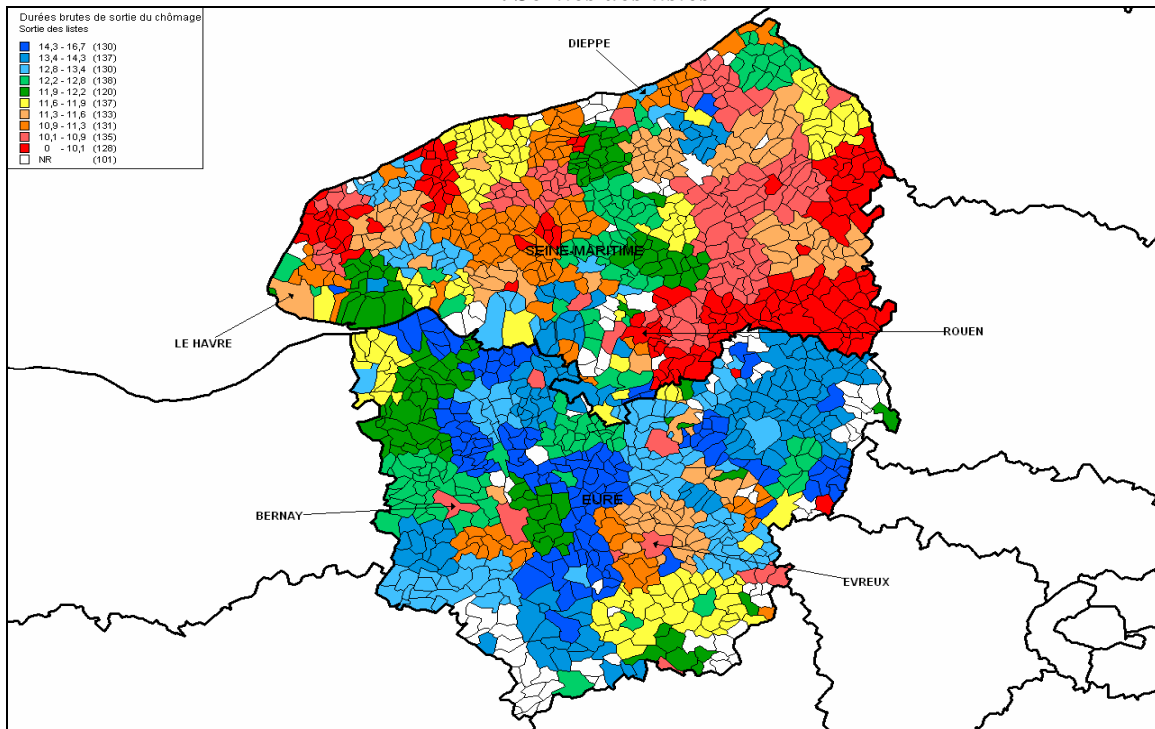 Durées brutes de sortie du chômage
Sortie des listes
14,3 - 16,7 (130)
13,4 - 14,3 (137)
12,8 - 13,4 (130)
12,2 - 12,8 (138)
11,9 - 12,2 (120)
11,6 - 11,9 (137)
11,3 - 11,6 (133)
10,9 - 11,3 (131)
10,1 - 10,9 (135)
0 - 10,1 (128)
NR (101)
DIEPPE
SEINE-MARITIME
LE HAVRE
ROUEN
EURE
BERNAY
EVREUX